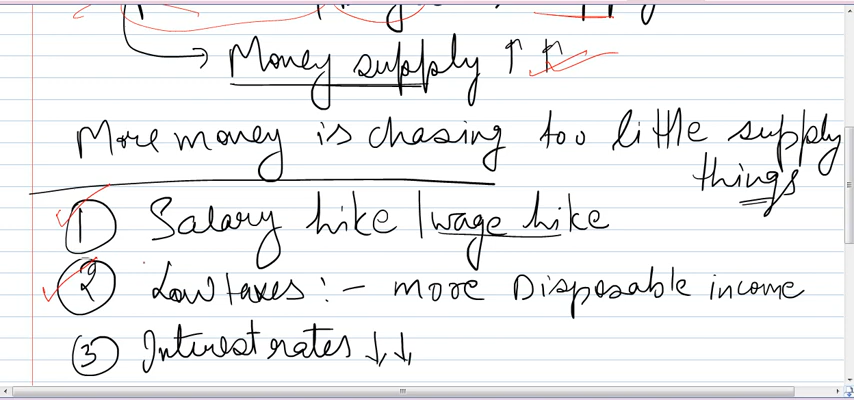 Money supply ↑ ↑
More money is chasing too little supply
things
① Salary hike / wage hike
② Low taxes :- more Disposable income
③ Interest rates ↓ ↓